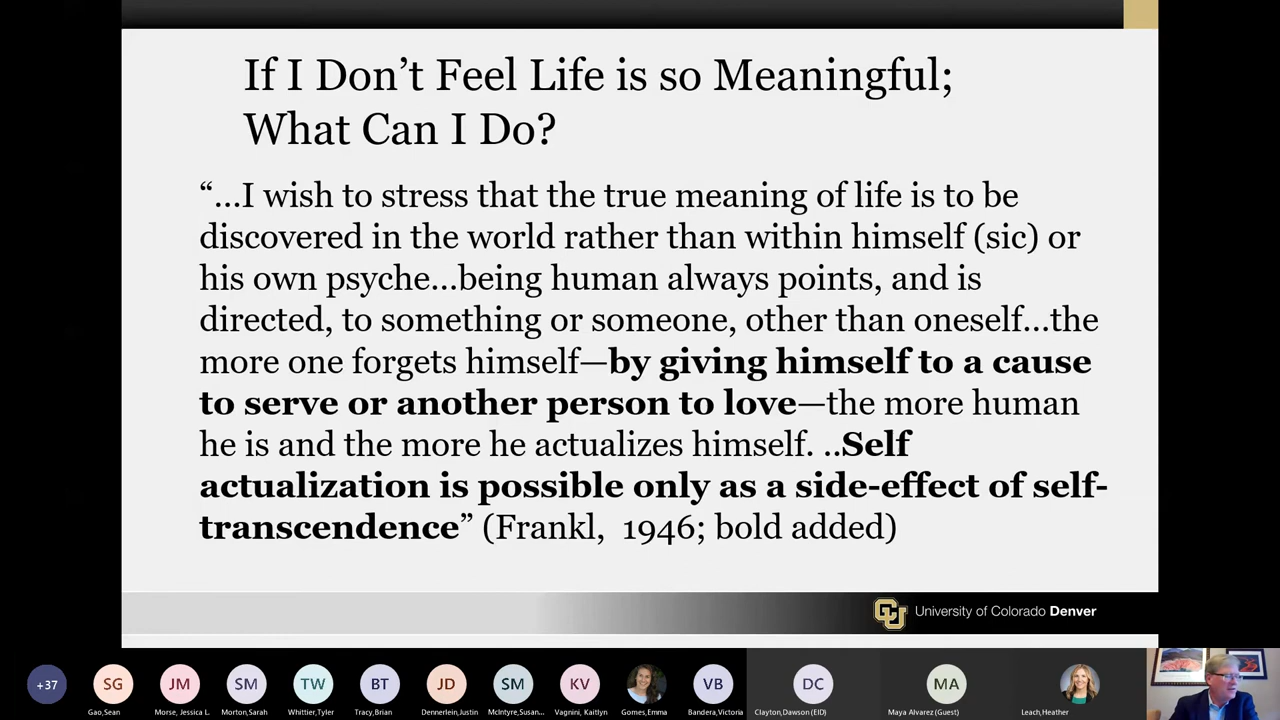 If I Don’t Feel Life is so Meaningful;
What Can I Do?
“…I wish to stress that the true meaning of life is to be
discovered in the world rather than within himself (sic) or
his own psyche…being human always points, and is
directed, to something or someone, other than oneself…the
more one forgets himself—by giving himself to a cause
to serve or another person to love—the more human
he is and the more he actualizes himself. ..Self
actualization is possible only as a side-effect of self-
transcendence” (Frankl,  1946; bold added)
CU University of Colorado Denver
+37 SG JM SM TW BT JD SM KV VB DC MA
Gao,Sean Morse, Jessica L. Morton,Sarah Whittier,Tyler Tracy,Brian Dennerlein,Justin McIntyre,Susan... Vagnini, Kaitlyn Gomes,Emma Bandera,Victoria Clayton,Dawson (EID) Maya Alvarez (Guest) Leach,Heather